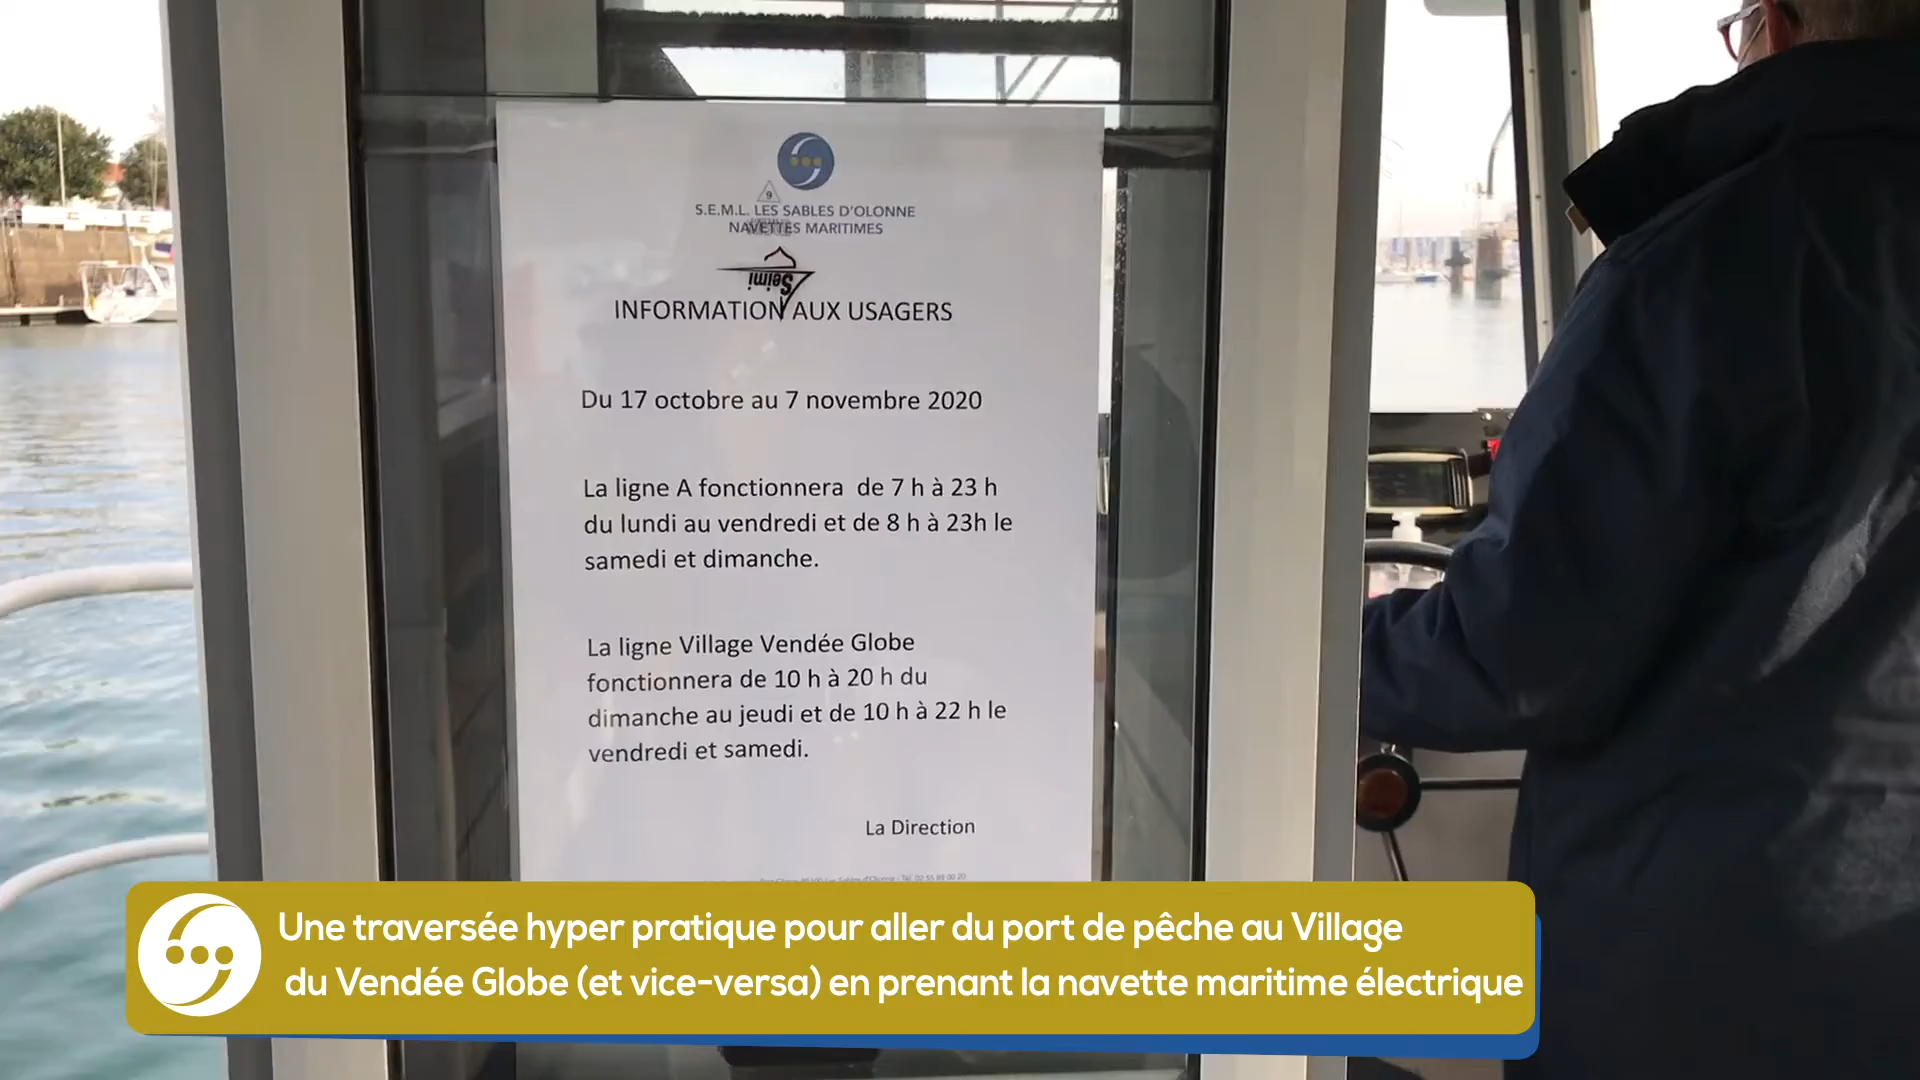 S.E.M.L. LES SABLES D'OLONNE
NAVETTES MARITIMES
Seimi
INFORMATION AUX USAGERS
Du 17 octobre au 7 novembre 2020
La ligne A fonctionnera de 7 h à 23 h
du lundi au vendredi et de 8 h à 23h le
samedi et dimanche.
La ligne Village Vendée Globe
fonctionnera de 10 h à 20 h du
dimanche au jeudi et de 10 h à 22 h le
vendredi et samedi.
La Direction
Une traversée hyper pratique pour aller du port de pêche au Village
du Vendée Globe (et vice-versa) en prenant la navette maritime électrique